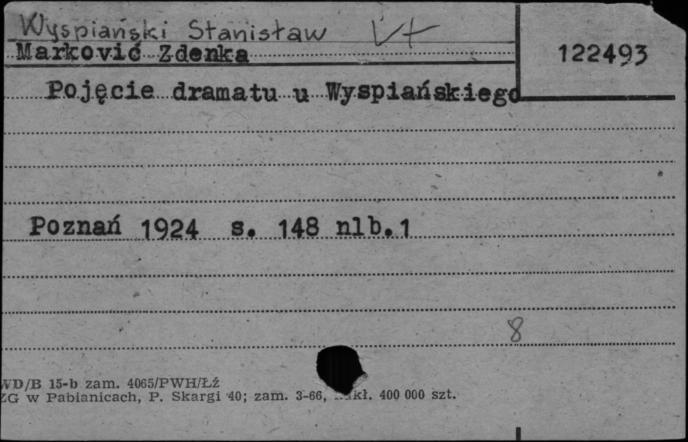 Wyspiański Stanisław
Marković Zdenka
122493
Pojęcie dramatu u Wyspiańskiego
Poznań 1924 s. 148 nlb.1
8
WD/B 15-b zam. 4065/PWH/Łź
ZG w Pabianicach, P. Skargi 40; zam. 3-66, nakł. 400 000 szt.